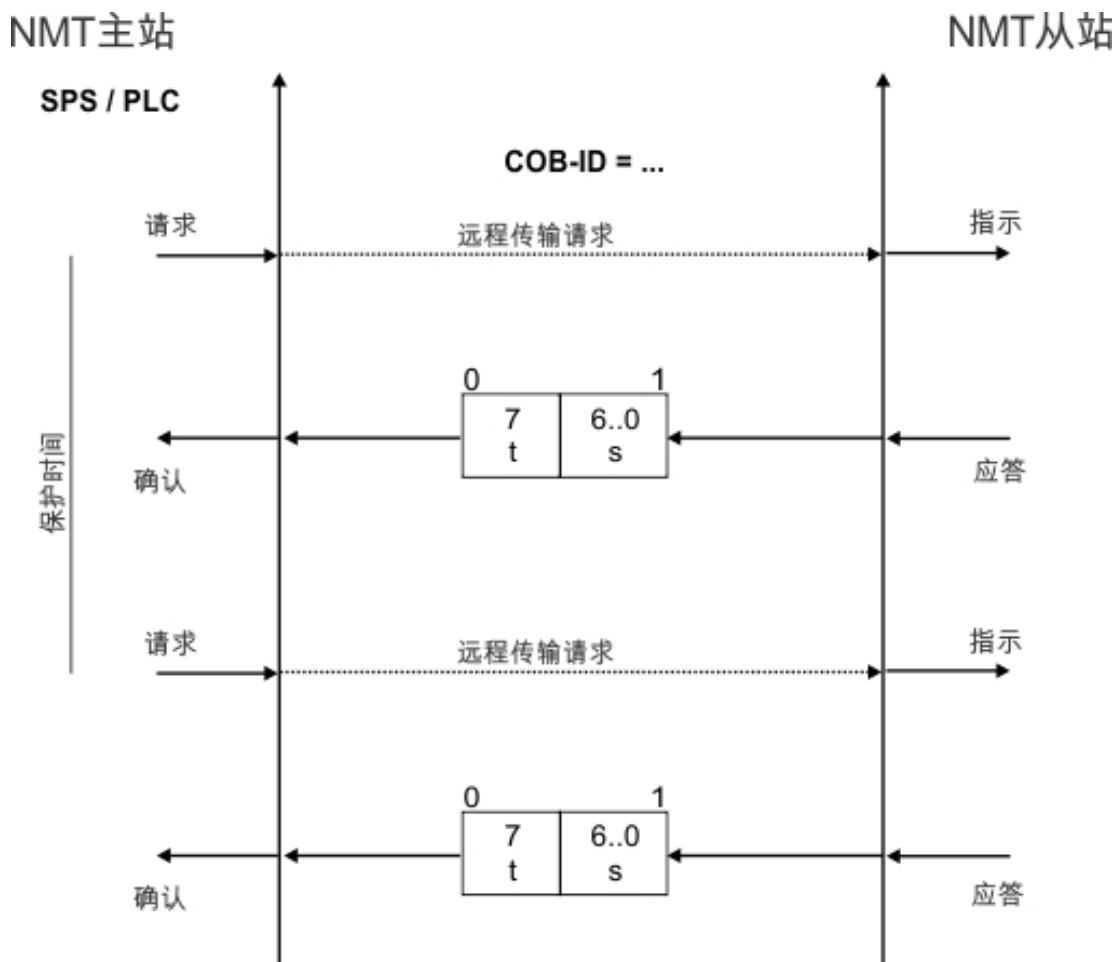 NMT主站
NMT从站
SPS / PLC
COB-ID = ...
请求
远程传输请求
指示
0
1
7
6..0
t
s
确认
应答
保护时间
请求
远程传输请求
指示
0
1
7
6..0
t
s
确认
应答